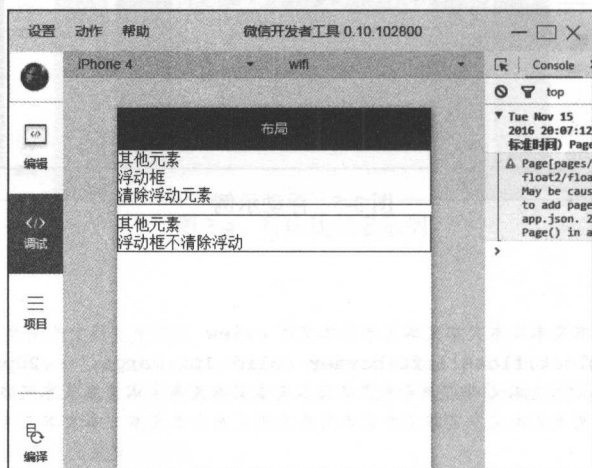 设置 动作 帮助 微信开发者工具 0.10.102800
iPhone 4 wifi
Console
top
布局
编辑
调试
项目
编译
其他元素
浮动框
清除浮动元素
其他元素
浮动框不清除浮动
Tue Nov 15
2016 20:07:12
标准时间) Page
Page[pages/
float2/floa
May be caus
to add page
app.json. 2
Page() in a